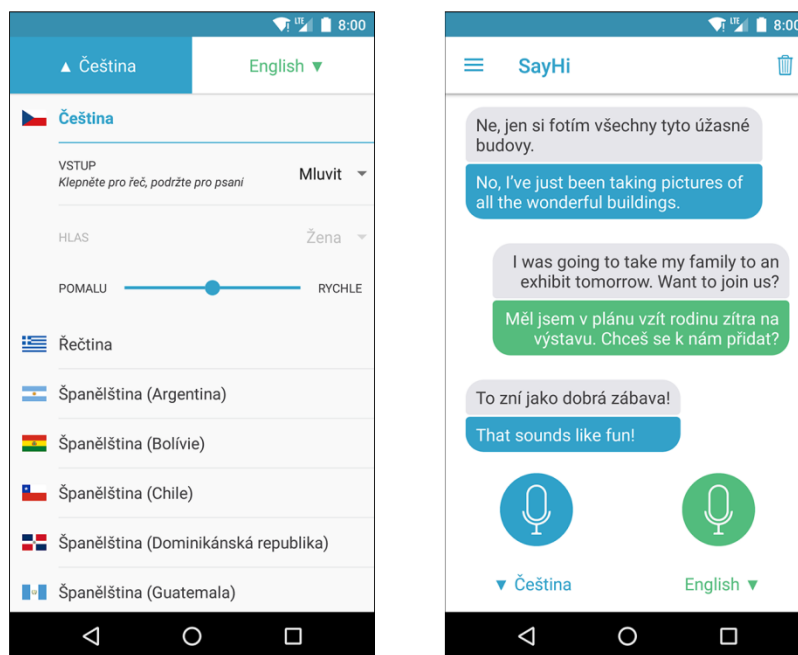 LTE 8:00
▲ Čeština English ▼
Čeština
VSTUP
Klepněte pro řeč, podržte pro psaní
Mluvit
HLAS Žena
POMALU RYCHLE
Řečtina
Španělština (Argentina)
Španělština (Bolívie)
Španělština (Chile)
Španělština (Dominikánská republika)
Španělština (Guatemala)
LTE 8:00
SayHi
Ne, jen si fotím všechny tyto úžasné
budovy.
No, I've just been taking pictures of
all the wonderful buildings.
I was going to take my family to an
exhibit tomorrow. Want to join us?
Měl jsem v plánu vzít rodinu zítra na
výstavu. Chceš se k nám přidat?
To zní jako dobrá zábava!
That sounds like fun!
▼ Čeština English ▼